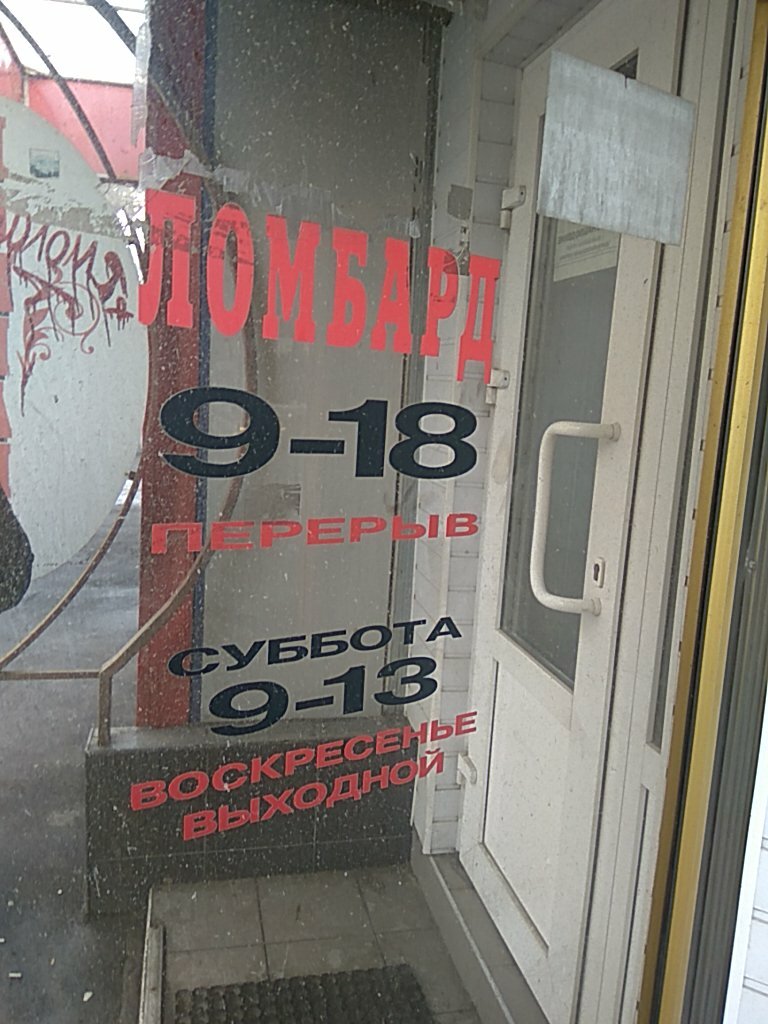 ЛОМБАРД
9-18
ПЕРЕРЫВ
СУББОТА
9-13
ВОСКРЕСЕНЬЕ
ВЫХОДНОЙ